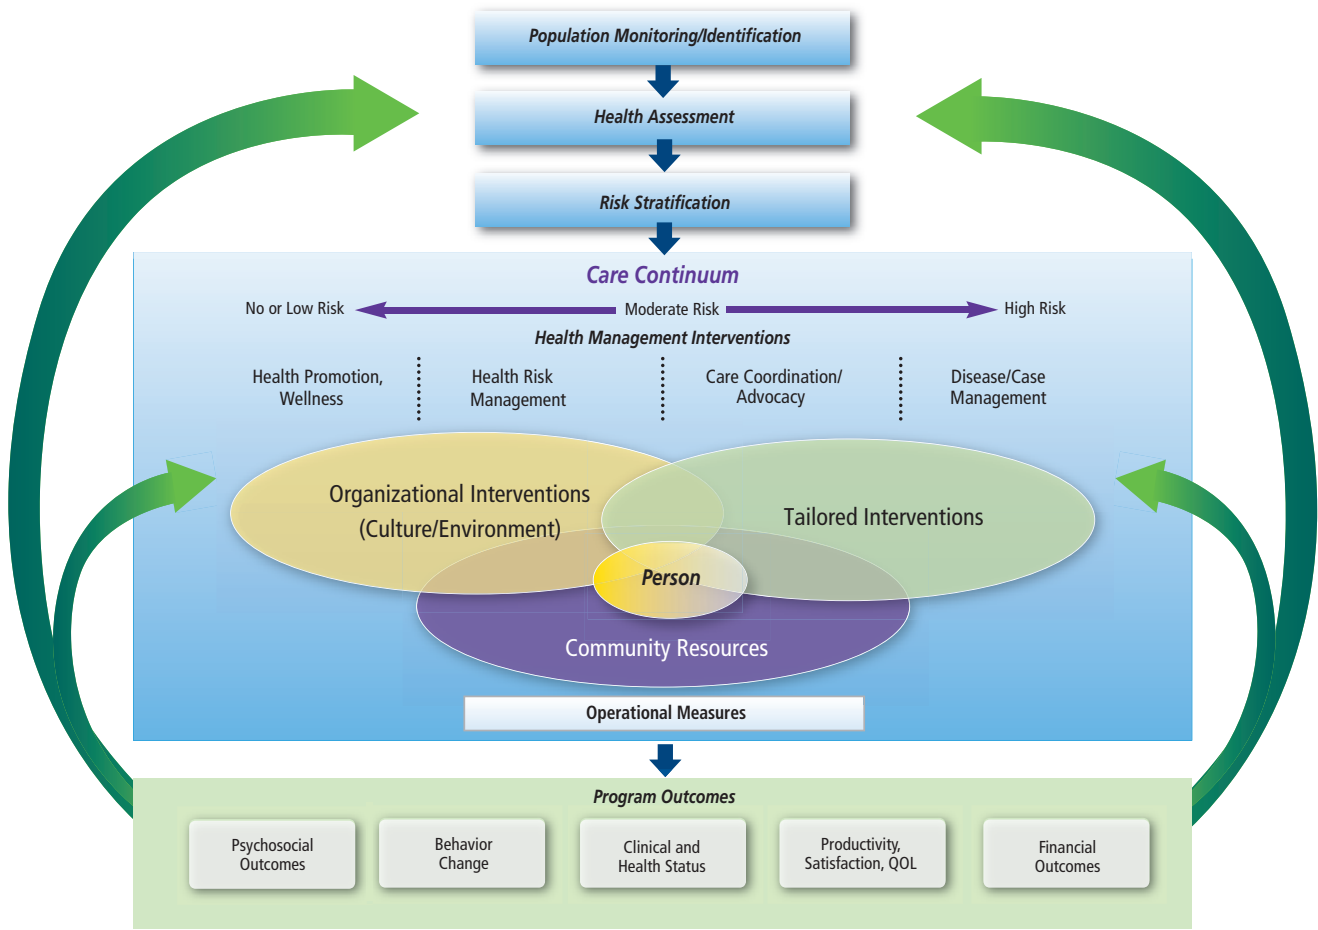 Population Monitoring/Identification
Health Assessment
Risk Stratification
Care Continuum
No or Low Risk
Moderate Risk
High Risk
Health Management Interventions
Health Promotion,
Wellness
Health Risk
Management
Care Coordination/
Advocacy
Disease/Case
Management
Organizational Interventions
(Culture/Environment)
Tailored Interventions
Person
Community Resources
Operational Measures
Program Outcomes
Psychosocial
Outcomes
Behavior
Change
Clinical and
Health Status
Productivity,
Satisfaction, QOL
Financial
Outcomes